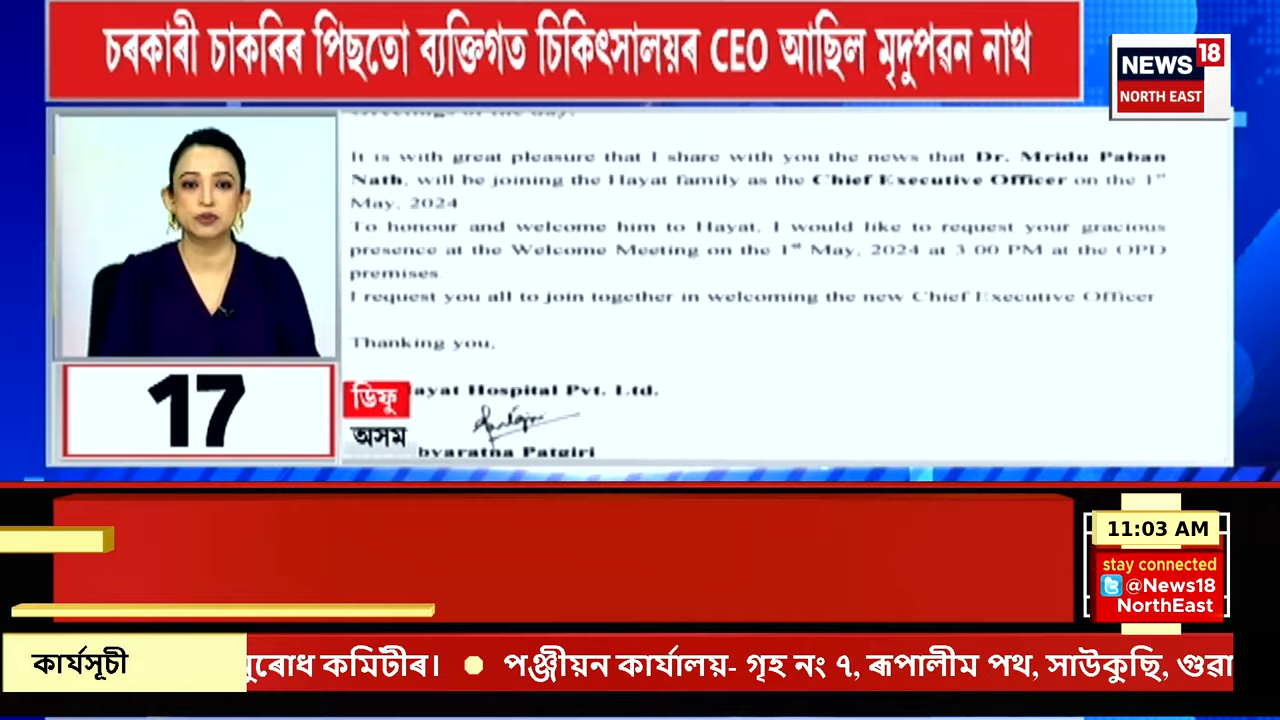 চৰকাৰী চাকৰিৰ পিছতো ব্যক্তিগত চিকিৎসালয়ৰ CEO আছিল মৃদুপৱন নাথ
NEWS 18
NORTH EAST
It is with great pleasure that I share with you the news that Dr. Mridu Paban
Nath, will be joining the Hayat family as the Chief Executive Officer on the 1st
May, 2024
To honour and welcome him to Hayat, I would like to request your gracious
presence at the Welcome Meeting on the 1st May, 2024 at 3:00 PM at the OPD
premises.
I request you all to join together in welcoming the new Chief Executive Officer
Thanking you,
ayat Hospital Pvt. Ltd.
byaratna Patgiri
17
ডিফু
অসম
11:03 AM
stay connected
@News18
NorthEast
কাৰ্যসূচী
ুৰোধ কমিটীৰ। ● পঞ্জীয়ন কাৰ্যালয়- গৃহ নং ৭, ৰূপালীম পথ, সাউকুছি, গুৱা